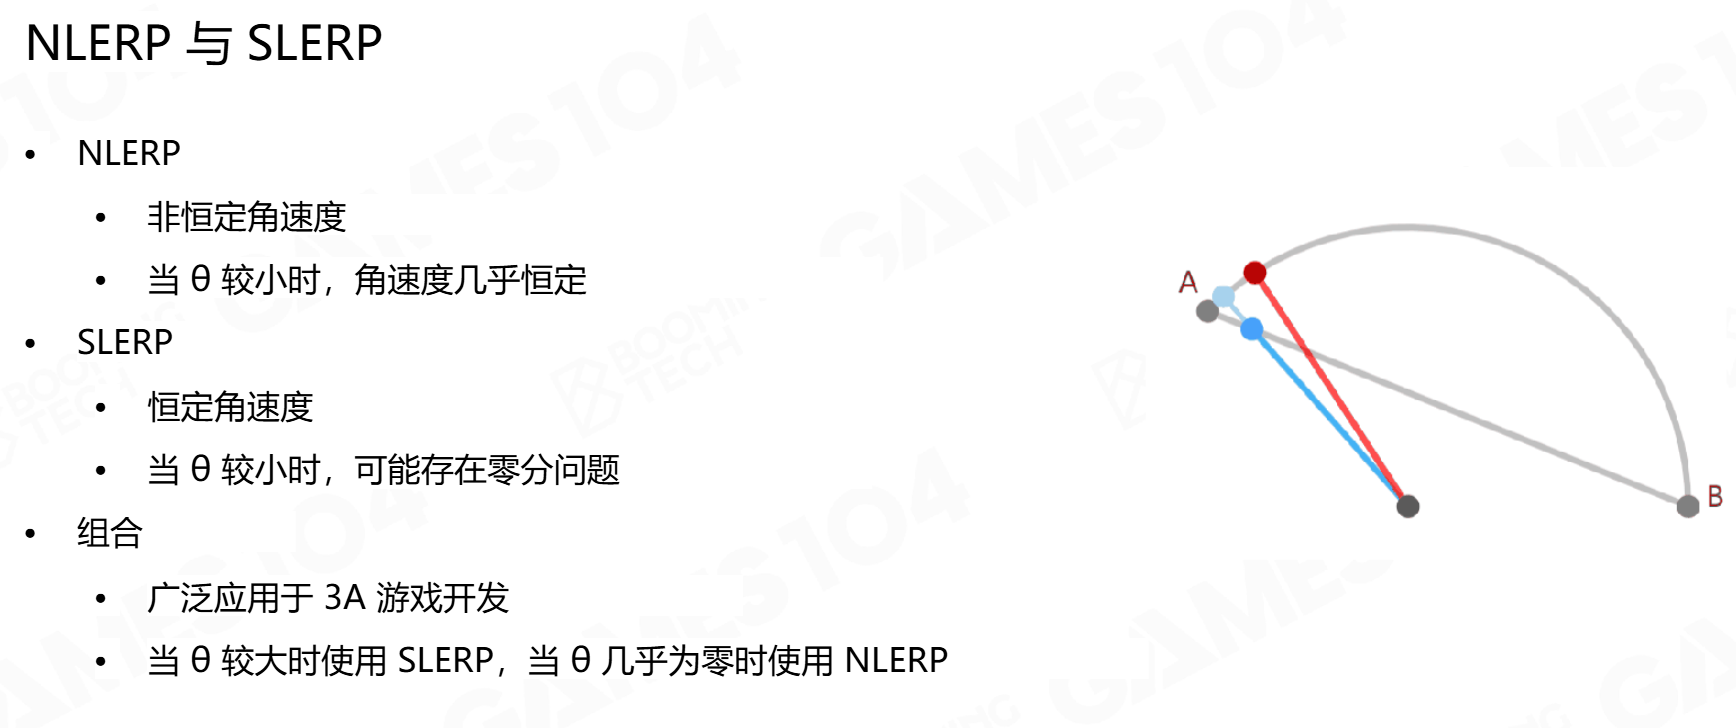 NLERP 与 SLERP
• NLERP
• 非恒定角速度
• 当 θ 较小时，角速度几乎恒定
• SLERP
• 恒定角速度
• 当 θ 较小时，可能存在零分问题
• 组合
• 广泛应用于 3A 游戏开发
• 当 θ 较大时使用 SLERP，当 θ 几乎为零时使用 NLERP
A
B
GAMES104
BOOMING TECH